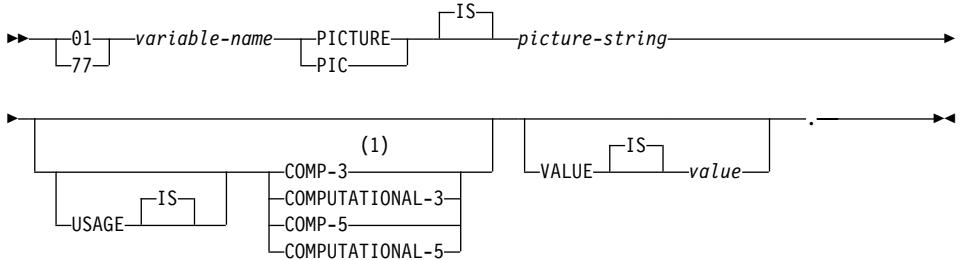 IS
01 variable-name PICTURE picture-string
77 PIC
(1) IS
COMP-3 VALUE value .
IS COMPUTATIONAL-3
USAGE COMP-5
COMPUTATIONAL-5